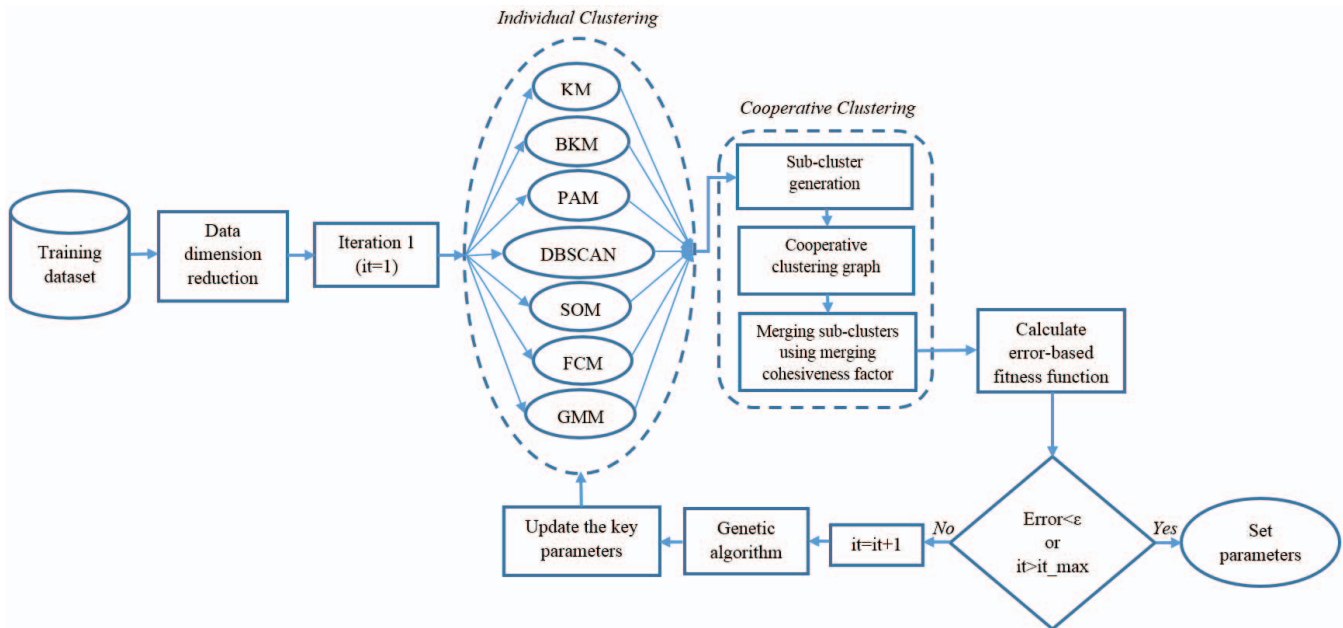 Individual Clustering
KM
BKM
PAM
DBSCAN
SOM
FCM
GMM
Cooperative Clustering
Sub-cluster
generation
Cooperative
clustering graph
Merging sub-clusters
using merging
cohesiveness factor
Training
dataset
Data
dimension
reduction
Iteration 1
(it=1)
Calculate
error-based
fitness function
Error<ε
or
it>it_max
Yes
Set
parameters
No
it=it+1
Genetic
algorithm
Update the key
parameters